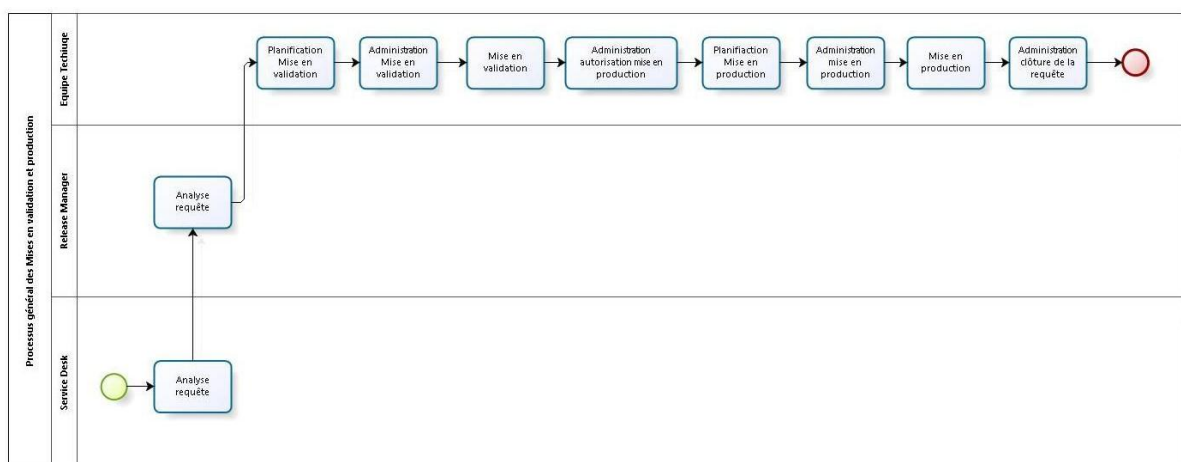 Processus général des Mises en validation et production
Equipe Techiuqe
Planification
Mise en
validation
Administration
Mise en
validation
Mise en
validation
Administration
autorisation mise en
production
Planifiaction
Mise en
production
Administration
mise en
production
Mise en
production
Administration
clôture de la
requête
Release Manager
Analyse
requête
Service Desk
Analyse
requête